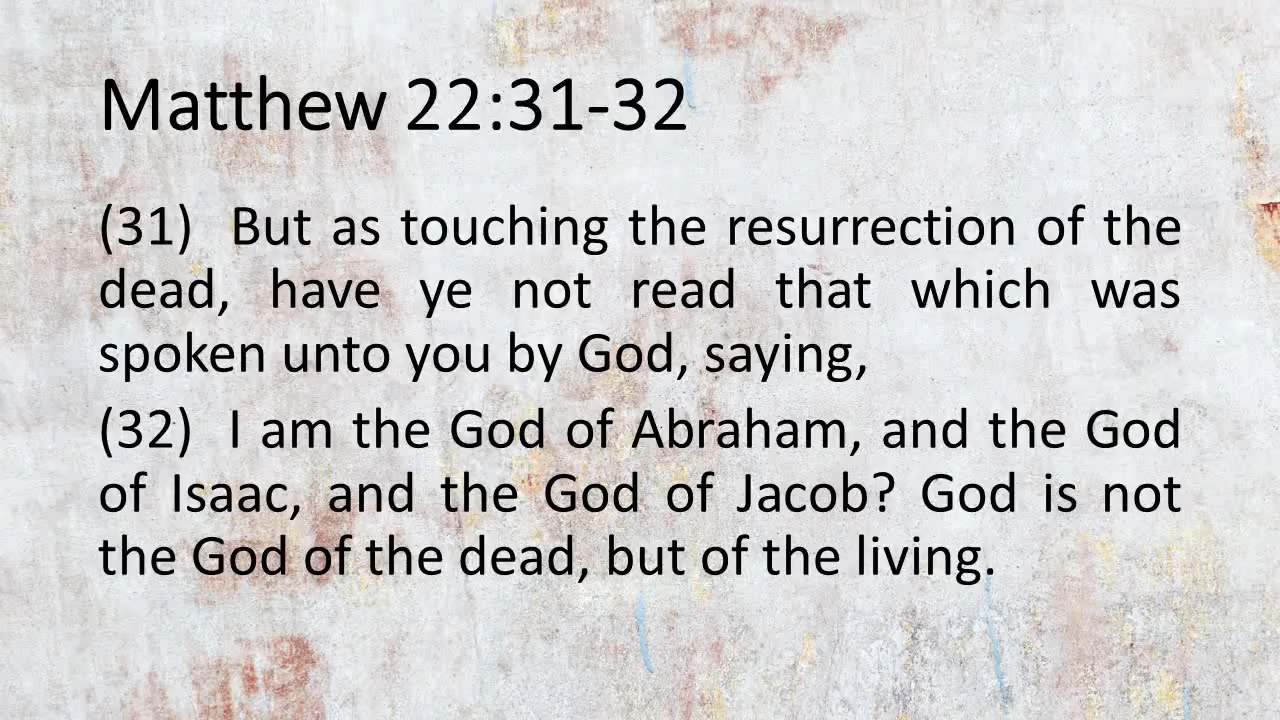 Matthew 22:31-32
(31) But as touching the resurrection of the
dead, have ye not read that which was
spoken unto you by God, saying,
(32) I am the God of Abraham, and the God
of Isaac, and the God of Jacob? God is not
the God of the dead, but of the living.